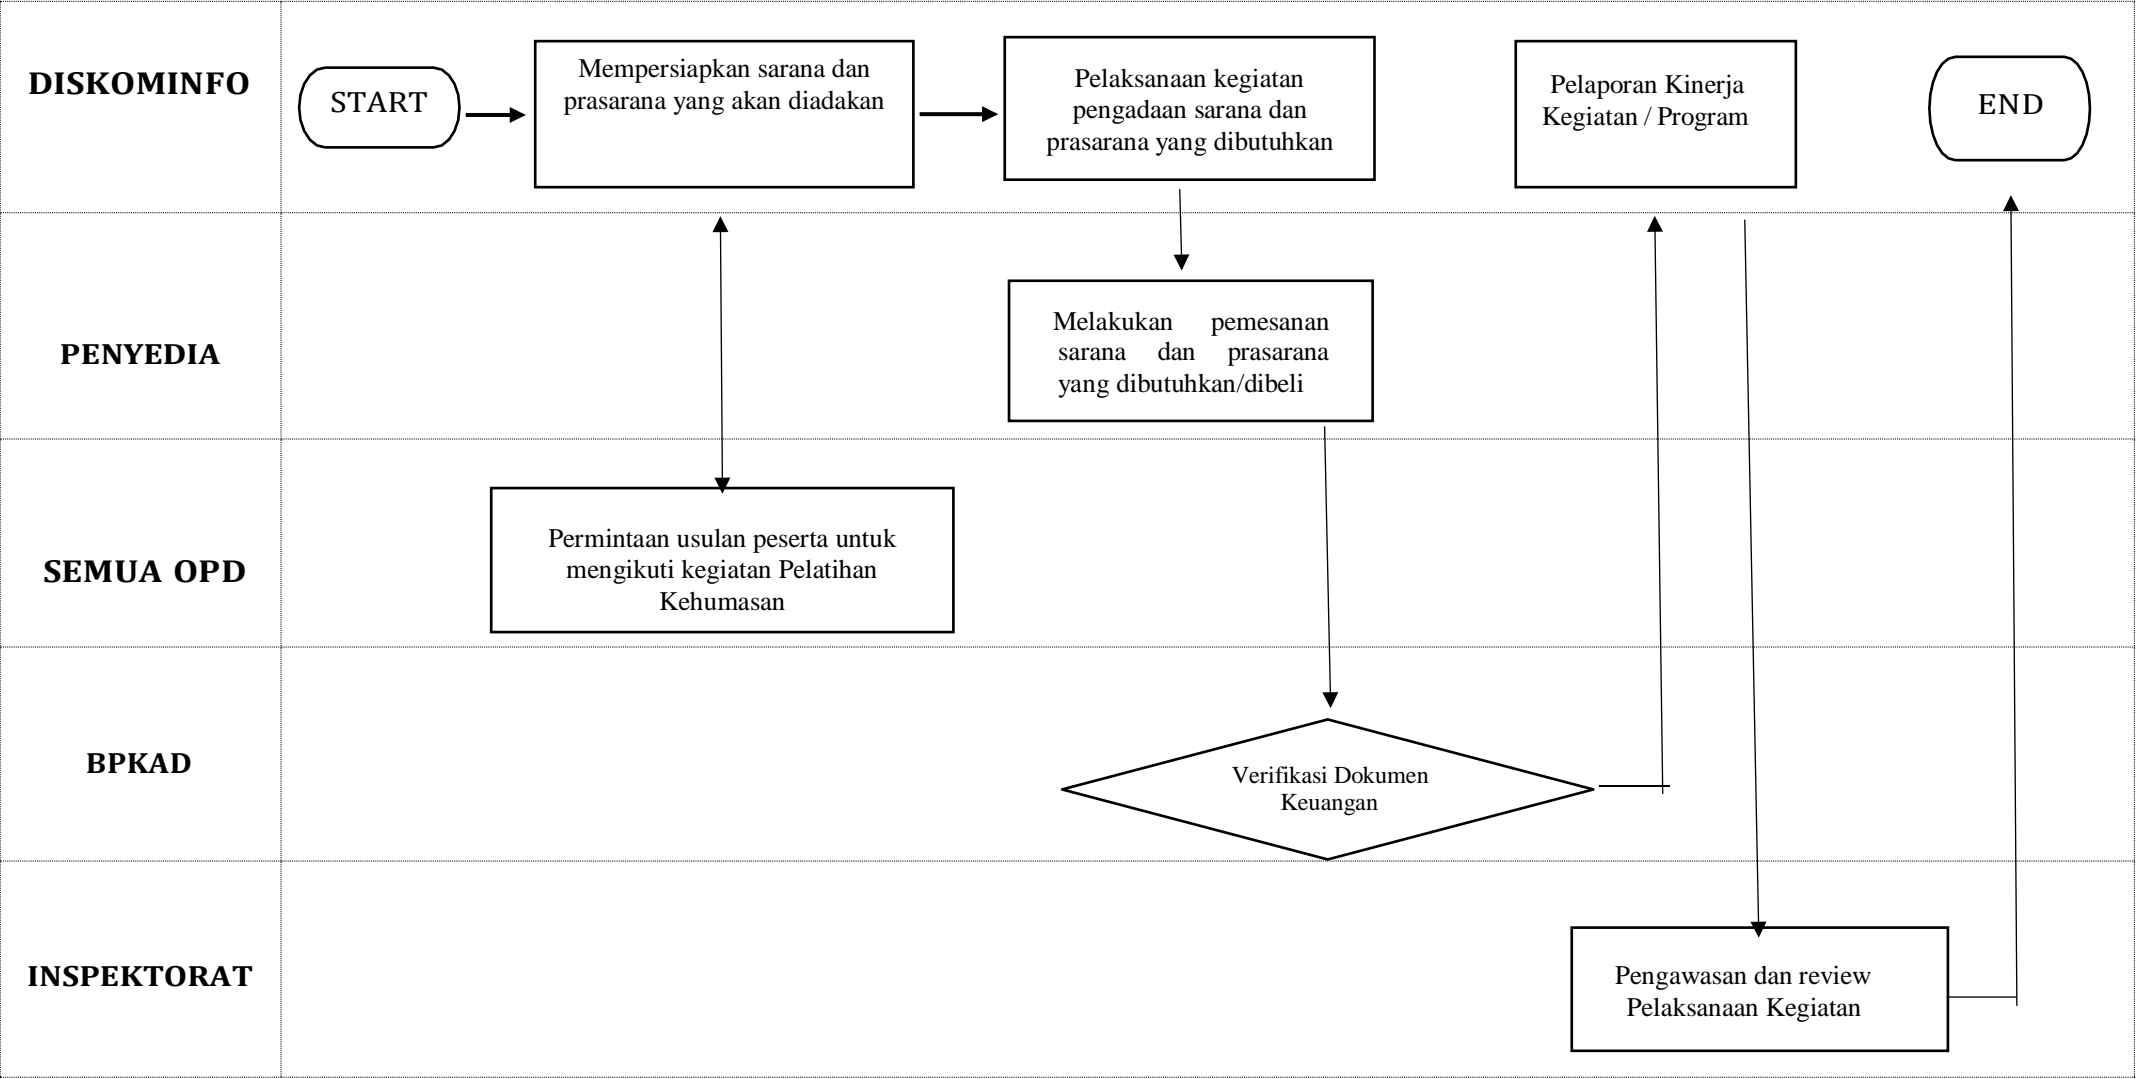 DISKOMINFO
START
Mempersiapkan sarana dan
prasarana yang akan diadakan
Pelaksanaan kegiatan
pengadaan sarana dan
prasarana yang dibutuhkan
Pelaporan Kinerja
Kegiatan / Program
END
PENYEDIA
Melakukan pemesanan
sarana dan prasarana
yang dibutuhkan/dibeli
SEMUA OPD
Permintaan usulan peserta untuk
mengikuti kegiatan Pelatihan
Kehumasan
BPKAD
Verifikasi Dokumen
Keuangan
INSPEKTORAT
Pengawasan dan review
Pelaksanaan Kegiatan